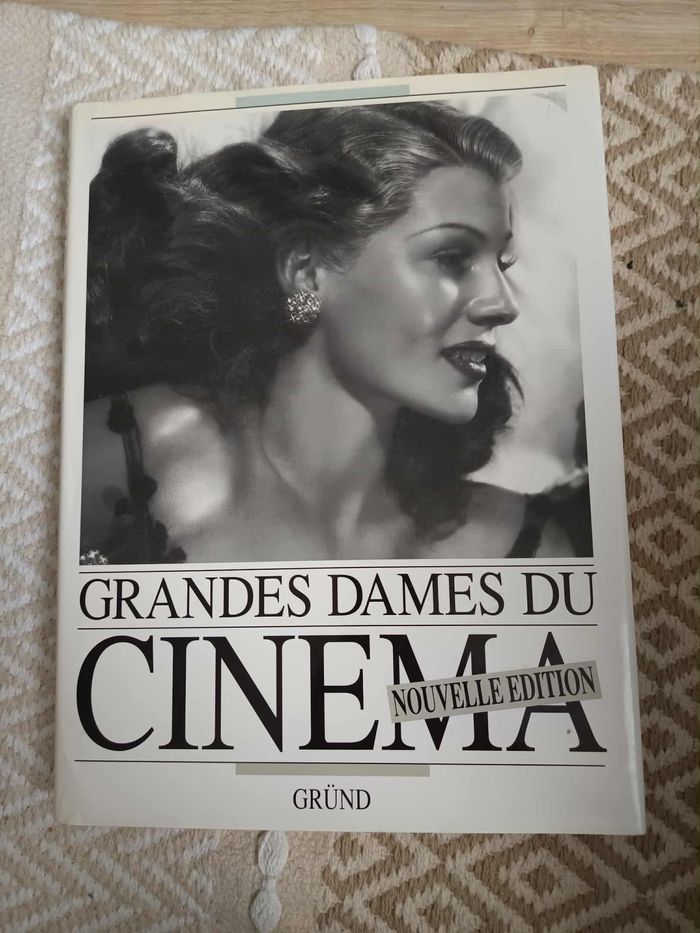 GRANDES DAMES DU
CINEMA
NOUVELLE EDITION
GRÜND